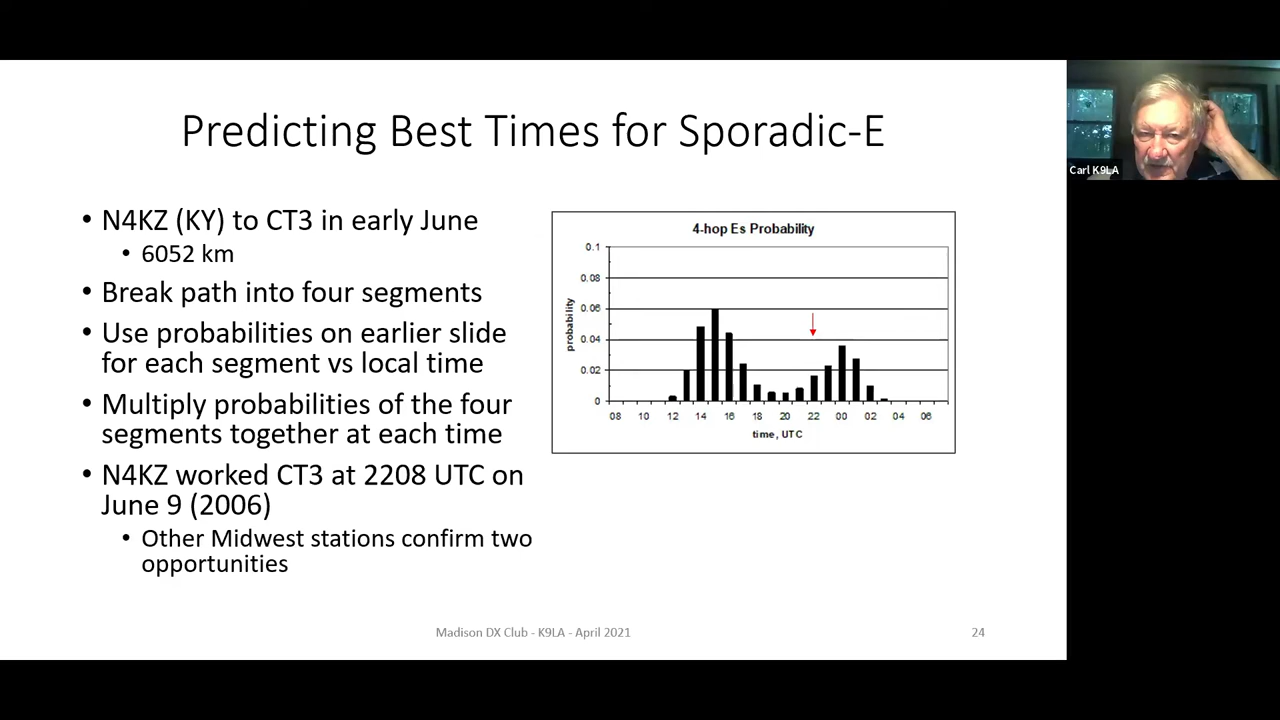 Predicting Best Times for Sporadic-E
• N4KZ (KY) to CT3 in early June
• 6052 km
• Break path into four segments
• Use probabilities on earlier slide
for each segment vs local time
• Multiply probabilities of the four
segments together at each time
• N4KZ worked CT3 at 2208 UTC on
June 9 (2006)
• Other Midwest stations confirm two
opportunities
4-hop Es Probability
probability
0.1
0.08
0.06
0.04
0.02
0
08 10 12 14 16 18 20 22 00 02 04 06
time, UTC
Madison DX Club - K9LA - April 2021
24
Carl K9LA